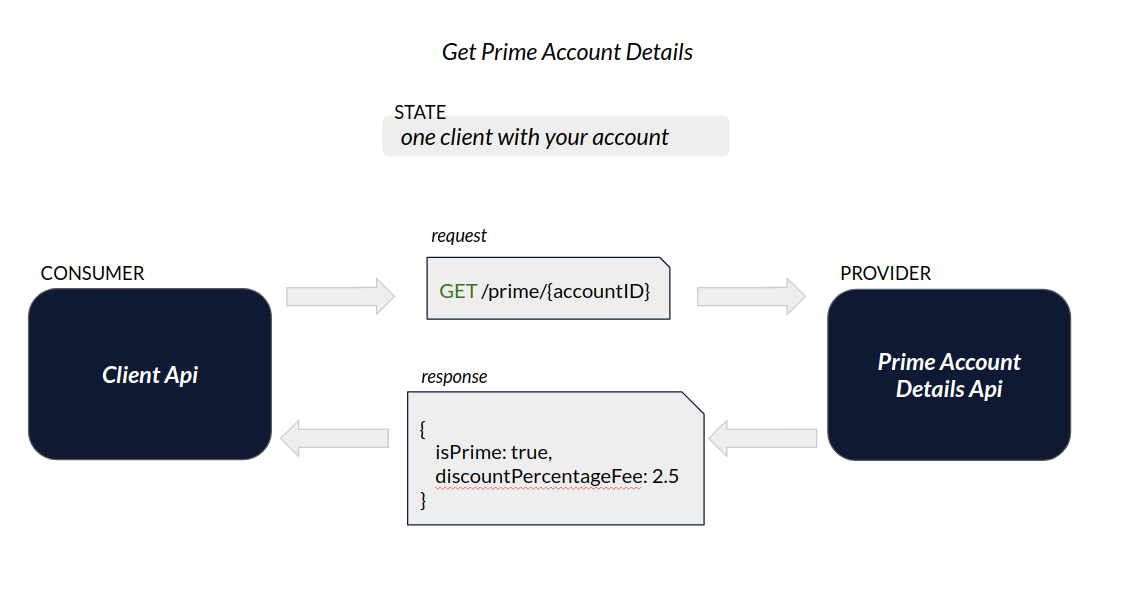 Get Prime Account Details
STATE
one client with your account
request
CONSUMER
GET /prime/{accountID}
PROVIDER
Client Api
Prime Account
Details Api
response
{
isPrime: true,
discountPercentageFee: 2.5
}